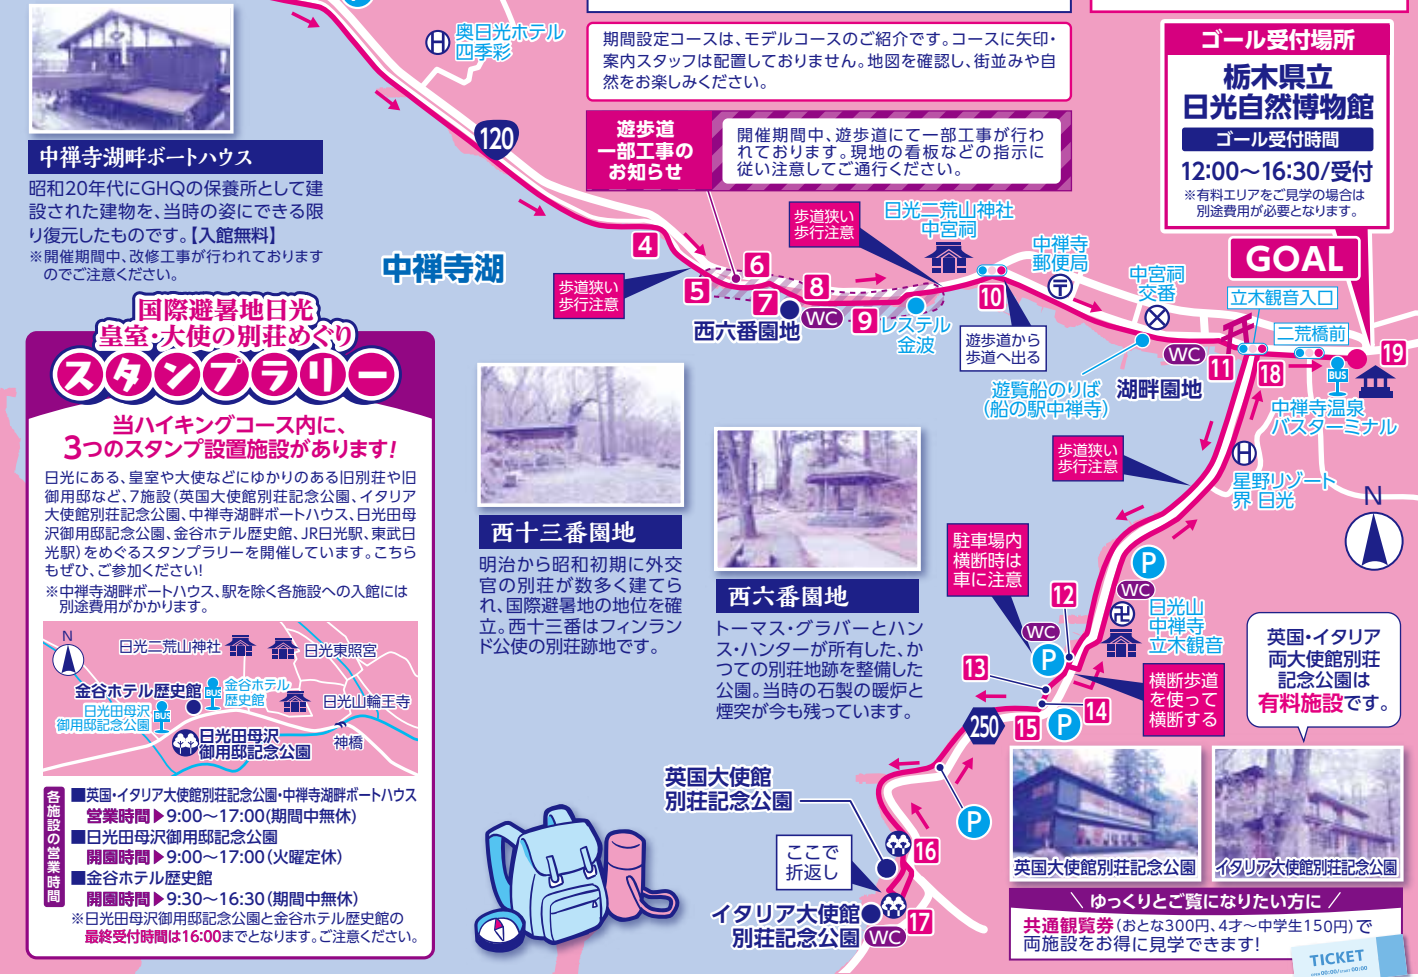 奥日光ホテル
四季彩
120
中禅寺湖畔ボートハウス
昭和20年代にGHQの保養所として建
設された建物を、当時の姿にできる限
り復元したものです。【入館無料】
※開催期間中、改修工事が行われております
のでご注意ください。
期間設定コースは、モデルコースのご紹介です。コースに矢印・
案内スタッフは配置しておりません。地図を確認し、街並みや自
然をお楽しみください。
遊歩道
一部工事の
お知らせ
開催期間中、遊歩道にて一部工事が行わ
れております。現地の看板などの指示に
従い注意してご通行ください。
ゴール受付場所
栃木県立
日光自然博物館
ゴール受付時間
12:00～16:30/受付
※有料エリアをご見学の場合は
別途費用が必要となります。
GOAL
中禅寺湖
4
歩道狭い
歩行注意
5
6
7
8
9
西六番園地
WC
歩道狭い
歩行注意
日光二荒山神社
中宮祠
レステル
金波
10
遊歩道から
歩道へ出る
中禅寺
郵便局
中宮祠
交番
遊覧船のりば
(船の駅中禅寺)
WC
湖畔園地
立木観音入口
二荒橋前
11
18
19
BUS
中禅寺温泉
バスターミナル
歩道狭い
歩行注意
H
星野リゾート
界 日光
N
国際避暑地日光
皇室・大使の別荘めぐり
スタンプラリー
当ハイキングコース内に、
3つのスタンプ設置施設があります!
日光にある、皇室や大使などにゆかりのある旧別荘や旧
御用邸など、7施設(英国大使館別荘記念公園、イタリア
大使館別荘記念公園、中禅寺湖畔ボートハウス、日光田母
沢御用邸記念公園、金谷ホテル歴史館、JR日光駅、東武日
光駅)をめぐるスタンプラリーを開催しています。こちら
もぜひ、ご参加ください!
※中禅寺湖畔ボートハウス、駅を除く各施設への入館には
別途費用がかかります。
N
日光二荒山神社
日光東照宮
金谷ホテル歴史館
BUS
金谷ホテル
歴史館
日光山輪王寺
日光田母沢
御用邸記念公園
BUS
日光田母沢
御用邸記念公園
神橋
各施設の営業時間
■英国・イタリア大使館別荘記念公園・中禅寺湖畔ボートハウス
営業時間▶9:00～17:00(期間中無休)
■日光田母沢御用邸記念公園
開園時間▶9:00～17:00(火曜定休)
■金谷ホテル歴史館
開園時間▶9:30～16:30(期間中無休)
※日光田母沢御用邸記念公園と金谷ホテル歴史館の
最終受付時間は16:00までとなります。ご注意ください。
西十三番園地
明治から昭和初期に外交
官の別荘が数多く建てら
れ、国際避暑地の地位を確
立。西十三番はフィンラン
ド公使の別荘跡地です。
西六番園地
トーマス・グラバーとハン
ス・ハンターが所有した、か
つての別荘地跡を整備した
公園。当時の石製の暖炉と
煙突が今も残っています。
駐車場内
横断時は
車に注意
WC
P
12
13
14
15
P
P
WC
日光山
中禅寺
立木観音
横断歩道
を使って
横断する
250
P
英国大使館
別荘記念公園
ここで
折返し
16
17
イタリア大使館
別荘記念公園
WC
英国・イタリア
両大使館別荘
記念公園は
有料施設です。
英国大使館別荘記念公園
イタリア大使館別荘記念公園
＼ ゆっくりとご覧になりたい方に ／
共通観覧券(おとな300円、4才～中学生150円)で
両施設をお得に見学できます!
TICKET